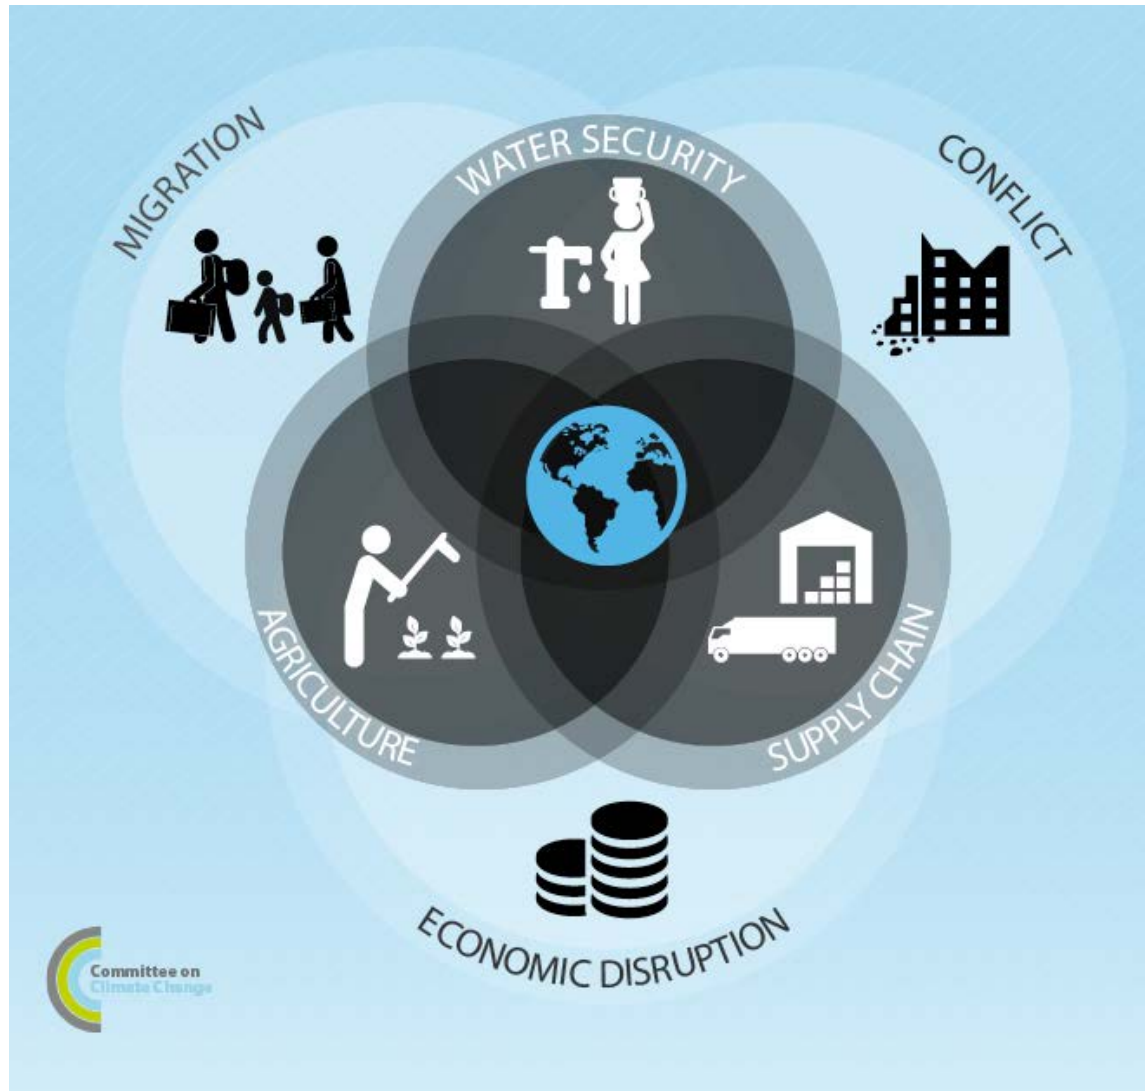 MIGRATION
WATER SECURITY
CONFLICT
AGRICULTURE
SUPPLY CHAIN
ECONOMIC DISRUPTION
Committee on
Climate Change